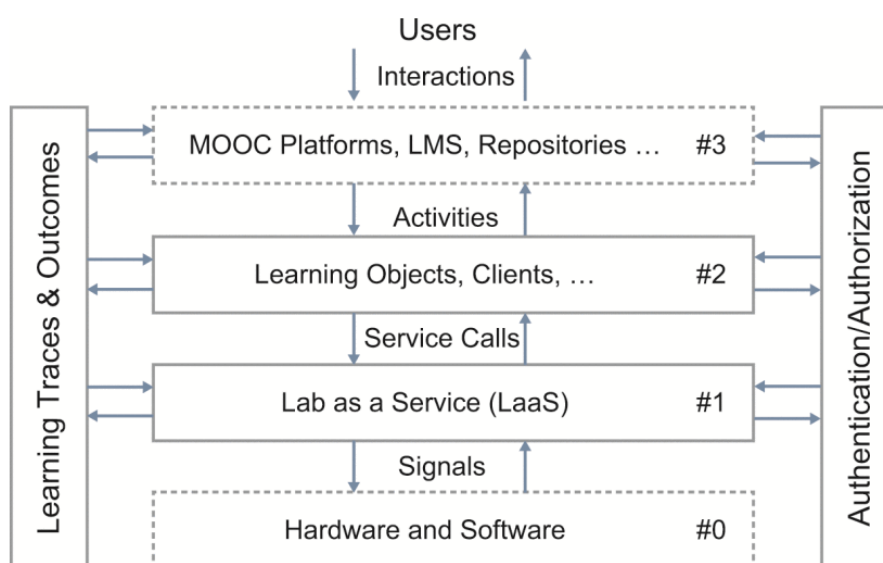 Users
Interactions
MOOC Platforms, LMS, Repositories … #3
Activities
Learning Objects, Clients, … #2
Service Calls
Lab as a Service (LaaS) #1
Signals
Hardware and Software #0
Learning Traces & Outcomes
Authentication/Authorization